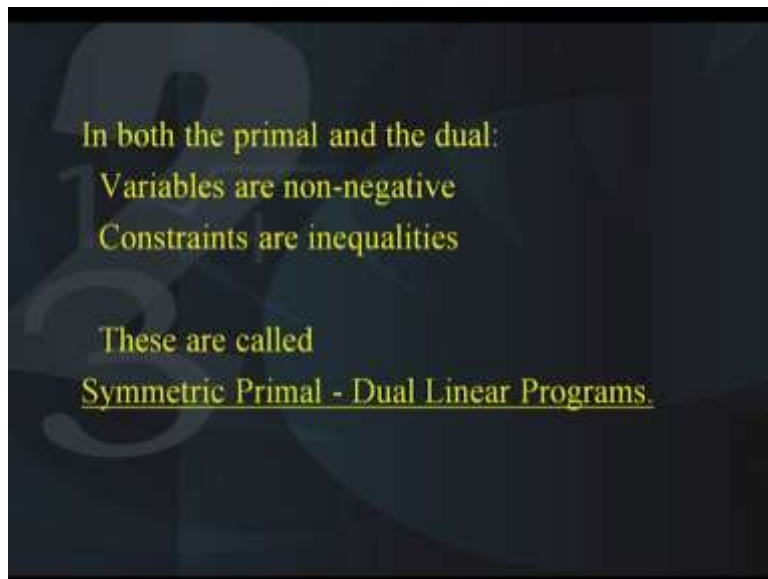 In both the primal and the dual:
Variables are non-negative
Constraints are inequalities
These are called
Symmetric Primal - Dual Linear Programs.